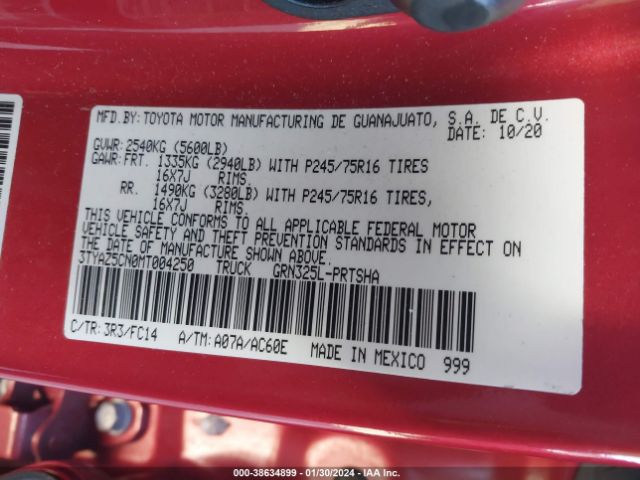 MFD.BY: TOYOTA MOTOR MANUFACTURING DE GUANAJUATO, S.A. DE C.V.
DATE: 10/20
GVWR: 2540KG (5600LB)
GAWR: FRT. 1335KG (2940LB) WITH P245/75R16 TIRES
16X7J RIMS.
RR. 1490KG (3280LB) WITH P245/75R16 TIRES,
16X7J RIMS.
THIS VEHICLE CONFORMS TO ALL APPLICABLE FEDERAL MOTOR
VEHICLE SAFETY AND THEFT PREVENTION STANDARDS IN EFFECT ON
THE DATE OF MANUFACTURE SHOWN ABOVE.
3TYAZ5CN0MT004250 TRUCK GRN325L-PRTSHA
C/TR: 3R3/FC14 A/TM: A07A/AC60E MADE IN MEXICO 999
000-38634899 - 01/30/2024 - IAA Inc.